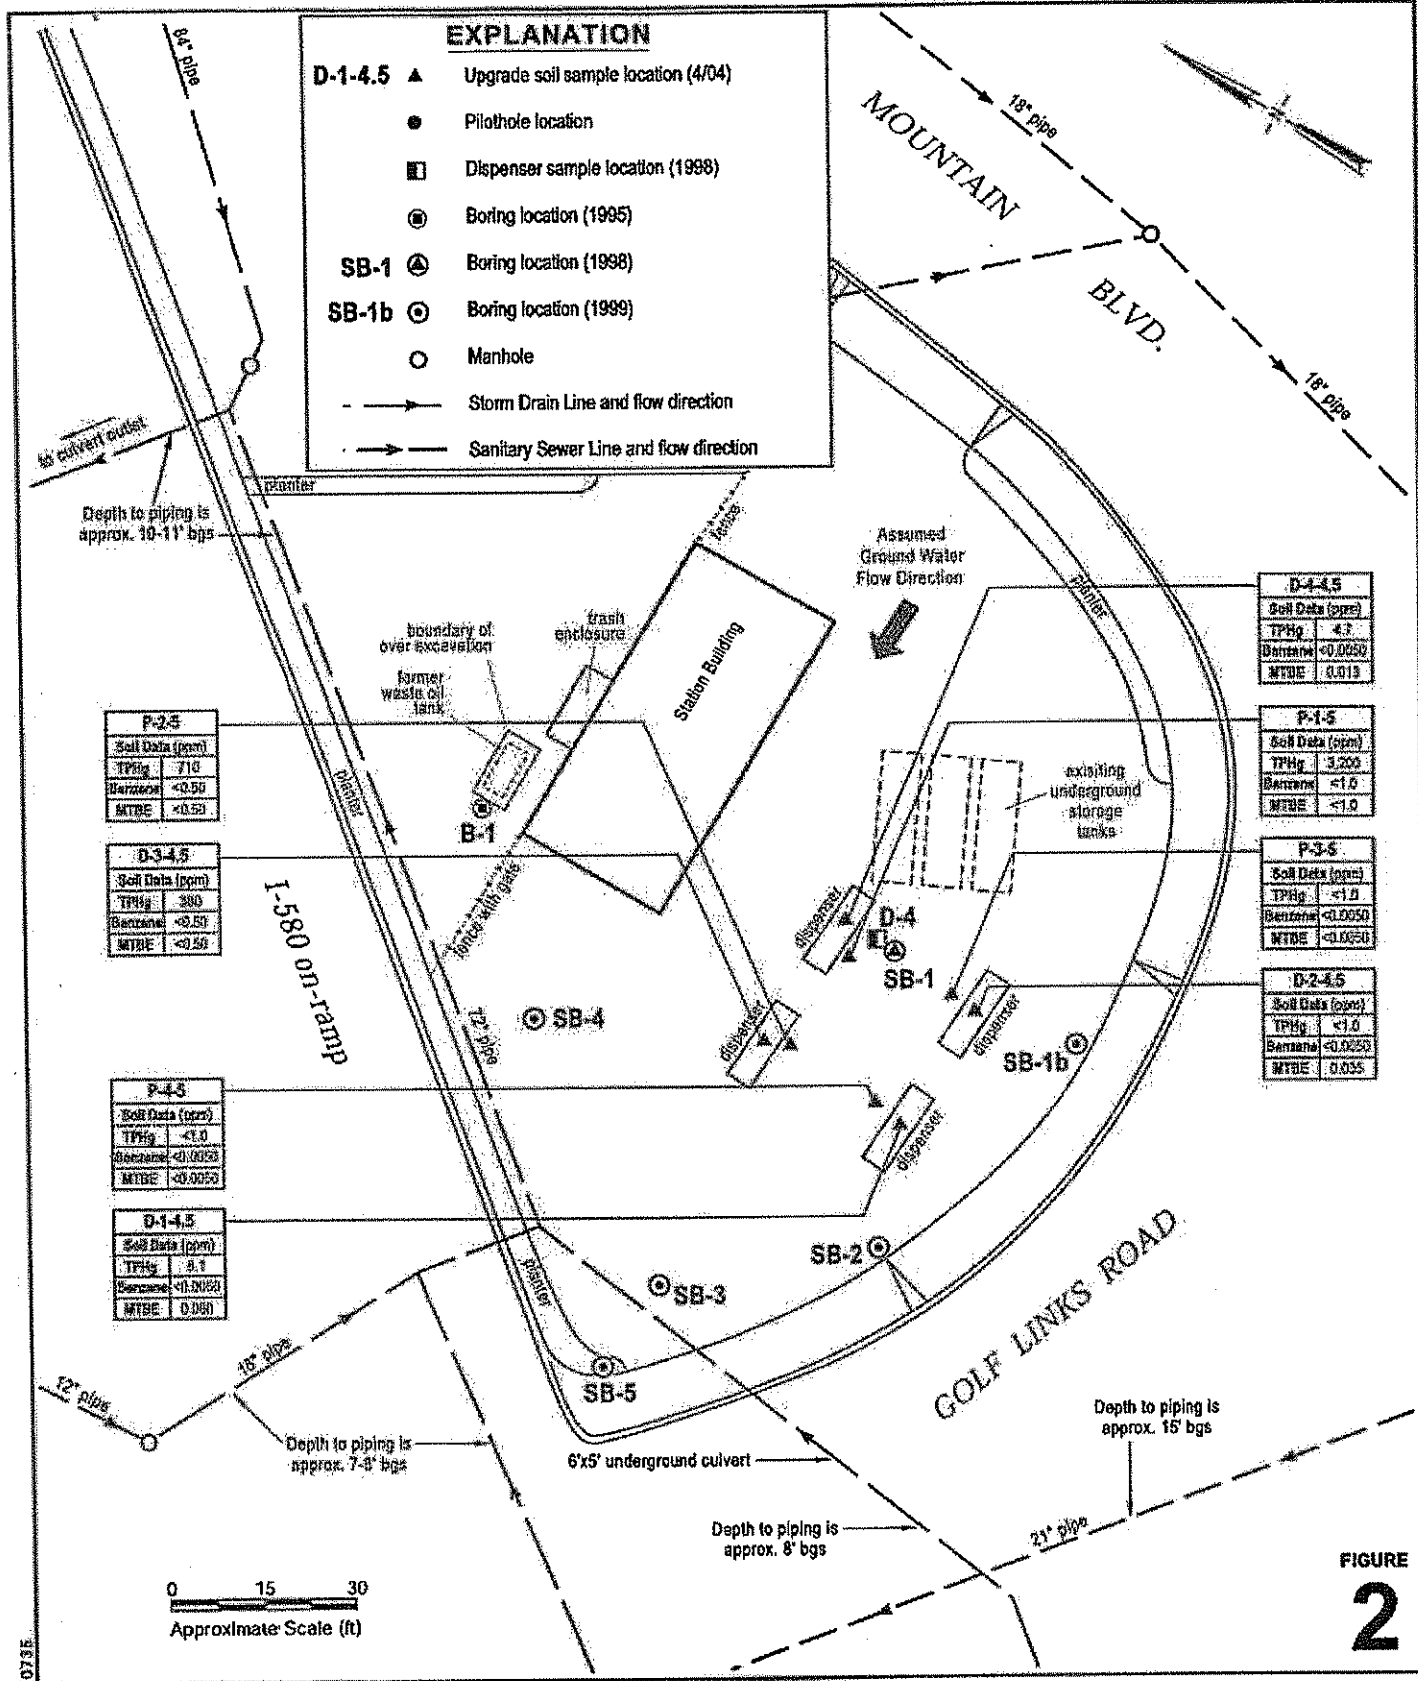 EXPLANATION
D-1-4.5 Upgrade soil sample location (4/04)
Pilothole location
Dispenser sample location (1998)
Boring location (1995)
SB-1 Boring location (1998)
SB-1b Boring location (1999)
Manhole
Storm Drain Line and flow direction
Sanitary Sewer Line and flow direction
84" pipe
18" pipe
MOUNTAIN
BLVD.
18" pipe
to culvert outlet
Depth to piping is
approx. 10-11' bgs
planter
fence
Assumed
Ground Water
Flow Direction
planter
boundary of
over excavation
trash
enclosure
former
waste oil
tank
Station Building
B-1
planter
fence with gate
I-580 on-ramp
12" pipe
exisiting
underground
storage
tanks
D-4-4.5
Soil Data (ppm)
TPHg 4.7
Benzene <0.0050
MTBE 0.013
P-1-5
Soil Data (ppm)
TPHg 3,200
Benzene <1.0
MTBE <1.0
P-3-5
Soil Data (ppm)
TPHg <1.0
Benzene <0.0050
MTBE <0.0050
D-2-4.5
Soil Data (ppm)
TPHg <1.0
Benzene <0.0050
MTBE 0.035
P-2-5
Soil Data (ppm)
TPHg 710
Benzene <0.50
MTBE <0.50
D-3-4.5
Soil Data (ppm)
TPHg 380
Benzene <0.50
MTBE <0.50
P-4-5
Soil Data (ppm)
TPHg <1.0
Benzene <0.0050
MTBE <0.0050
D-1-4.5
Soil Data (ppm)
TPHg
Benzene <0.0050
MTBE
dispenser
D-4
SB-1
dispenser
dispenser
SB-1b
SB-4
dispenser
SB-2
SB-3
planter
SB-5
GOLF LINKS ROAD
12" pipe
18" pipe
Depth to piping is
approx. 7-8' bgs
6'x5' underground culvert
Depth to piping is
approx. 8' bgs
Depth to piping is
approx. 15' bgs
21" pipe
0 15 30
Approximate Scale (ft)
FIGURE
2
0735